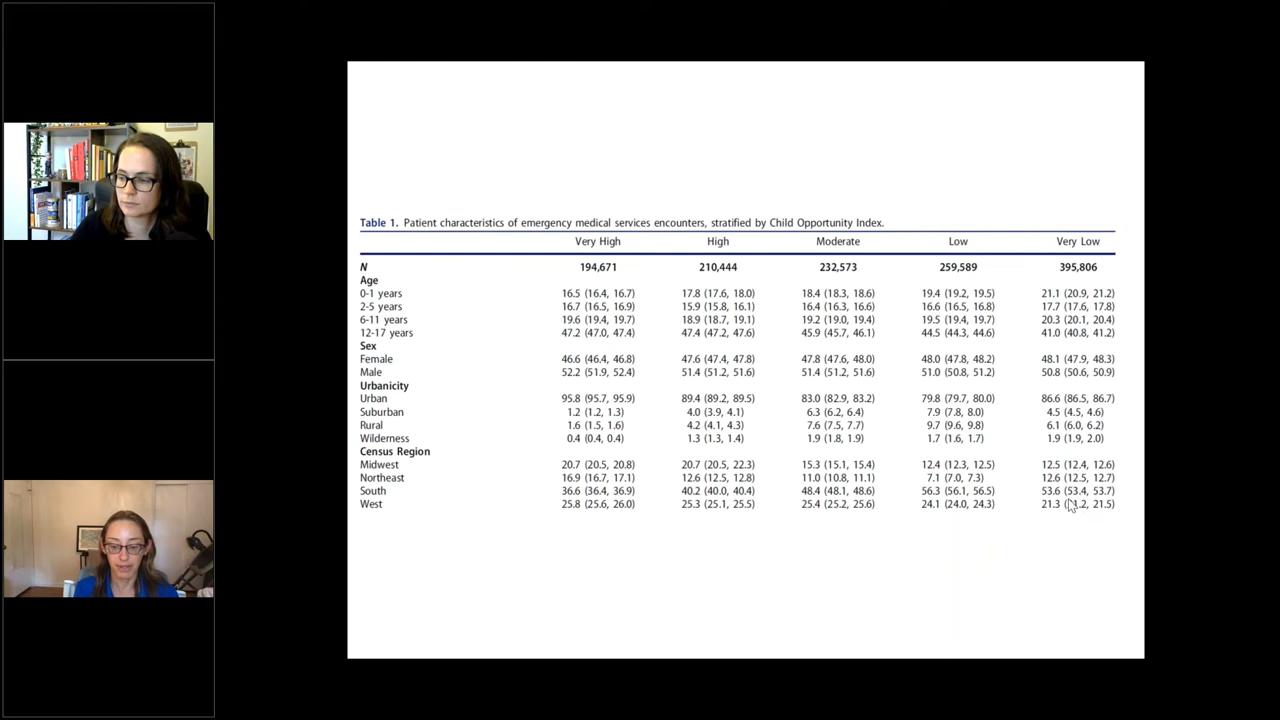 Table 1. Patient characteristics of emergency medical services encounters, stratified by Child Opportunity Index.
Very High High Moderate Low Very Low
N 194,671 210,444 232,573 259,589 395,806
Age
0-1 years 16.5 (16.4, 16.7) 17.8 (17.6, 18.0) 18.4 (18.3, 18.6) 19.4 (19.2, 19.5) 21.1 (20.9, 21.2)
2-5 years 16.7 (16.5, 16.9) 15.9 (15.8, 16.1) 16.4 (16.3, 16.6) 16.6 (16.5, 16.8) 17.7 (17.6, 17.8)
6-11 years 19.6 (19.4, 19.7) 18.9 (18.7, 19.1) 19.2 (19.0, 19.4) 19.5 (19.4, 19.7) 20.3 (20.1, 20.4)
12-17 years 47.2 (47.0, 47.4) 47.4 (47.2, 47.6) 45.9 (45.7, 46.1) 44.5 (44.3, 44.6) 41.0 (40.8, 41.2)
Sex
Female 46.6 (46.4, 46.8) 47.6 (47.4, 47.8) 47.8 (47.6, 48.0) 48.0 (47.8, 48.2) 48.1 (47.9, 48.3)
Male 52.2 (51.9, 52.4) 51.4 (51.2, 51.6) 51.4 (51.2, 51.6) 51.0 (50.8, 51.2) 50.8 (50.6, 50.9)
Urbanicity
Urban 95.8 (95.7, 95.9) 89.4 (89.2, 89.5) 83.0 (82.9, 83.2) 79.8 (79.7, 80.0) 86.6 (86.5, 86.7)
Suburban 1.2 (1.2, 1.3) 4.0 (3.9, 4.1) 6.3 (6.2, 6.4) 7.9 (7.8, 8.0) 4.5 (4.5, 4.6)
Rural 1.6 (1.5, 1.6) 4.2 (4.1, 4.3) 7.6 (7.5, 7.7) 9.7 (9.6, 9.8) 6.1 (6.0, 6.2)
Wilderness 0.4 (0.4, 0.4) 1.3 (1.3, 1.4) 1.9 (1.8, 1.9) 1.7 (1.6, 1.7) 1.9 (1.9, 2.0)
Census Region
Midwest 20.7 (20.5, 20.8) 20.7 (20.5, 22.3) 15.3 (15.1, 15.4) 12.4 (12.3, 12.5) 12.5 (12.4, 12.6)
Northeast 16.9 (16.7, 17.1) 12.6 (12.5, 12.8) 11.0 (10.8, 11.1) 7.1 (7.0, 7.3) 12.6 (12.5, 12.7)
South 36.6 (36.4, 36.9) 40.2 (40.0, 40.4) 48.4 (48.1, 48.6) 56.3 (56.1, 56.5) 53.6 (53.4, 53.7)
West 25.8 (25.6, 26.0) 25.3 (25.1, 25.5) 25.4 (25.2, 25.6) 24.1 (24.0, 24.3) 21.3 21.5)